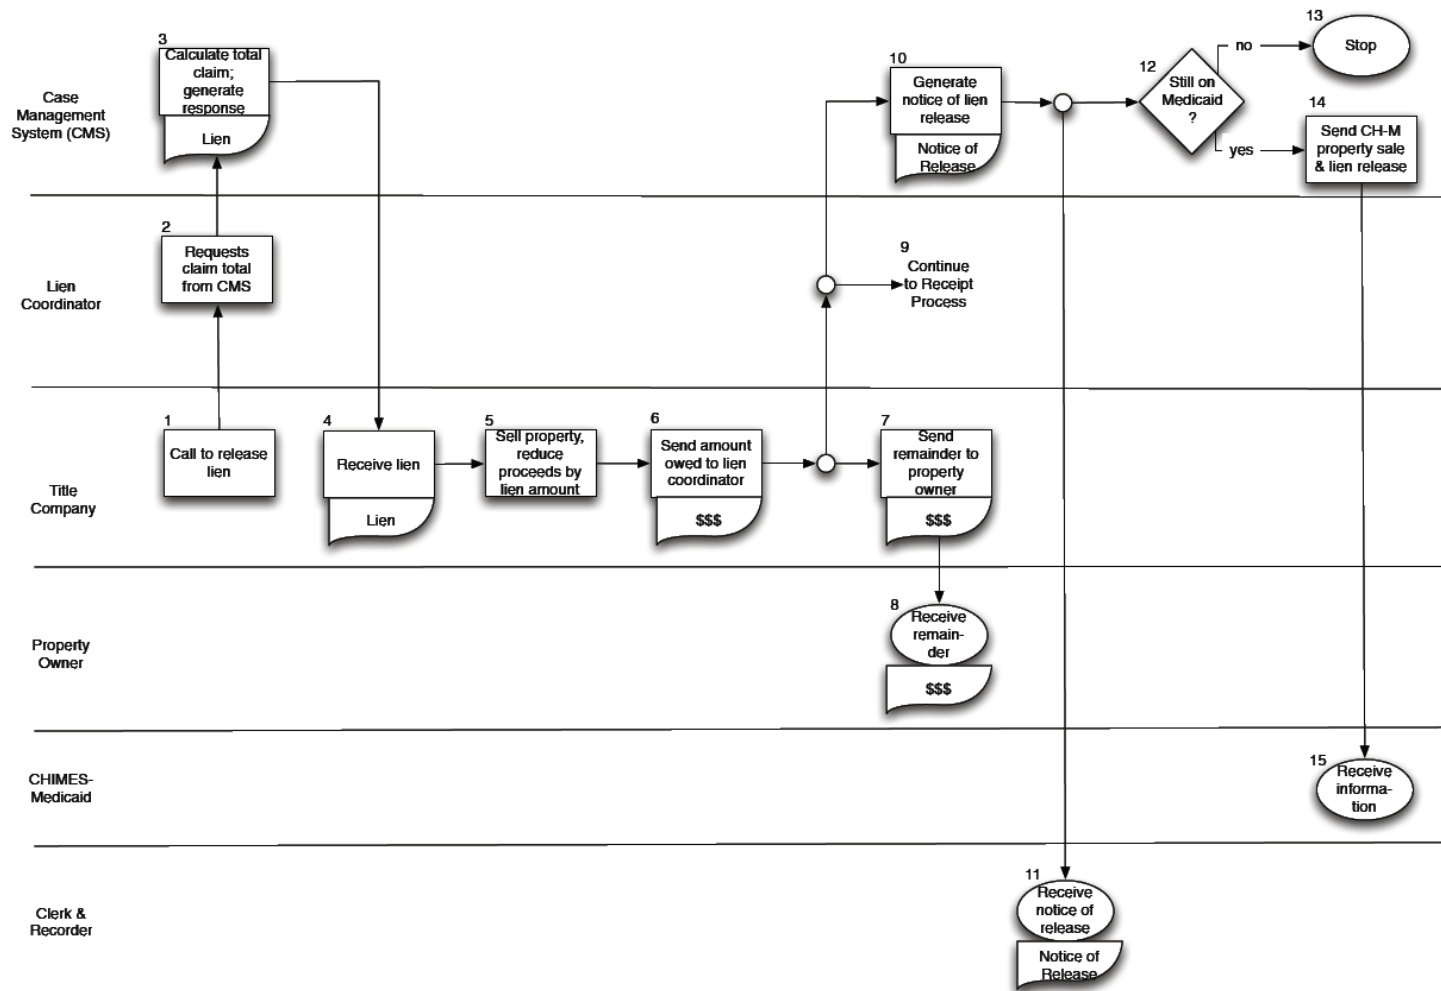 Case
Management
System (CMS)
3
Calculate total
claim;
generate
response
Lien
10
Generate
notice of lien
release
Notice of
Release
12
Still on
Medicaid
?
no
yes
13
Stop
14
Send CH-M
property sale
& lien release
Lien
Coordinator
2
Requests
claim total
from CMS
9
Continue
to Receipt
Process
Title
Company
1
Call to release
lien
4
Receive lien
Lien
5
Sell property,
reduce
proceeds by
lien amount
6
Send amount
owed to lien
coordinator
$$$
7
Send
remainder to
property
owner
$$$
Property
Owner
8
Receive
remain-
der
$$$
CHIMES-
Medicaid
15
Receive
informa-
tion
Clerk &
Recorder
11
Receive
notice of
release
Notice of
Release